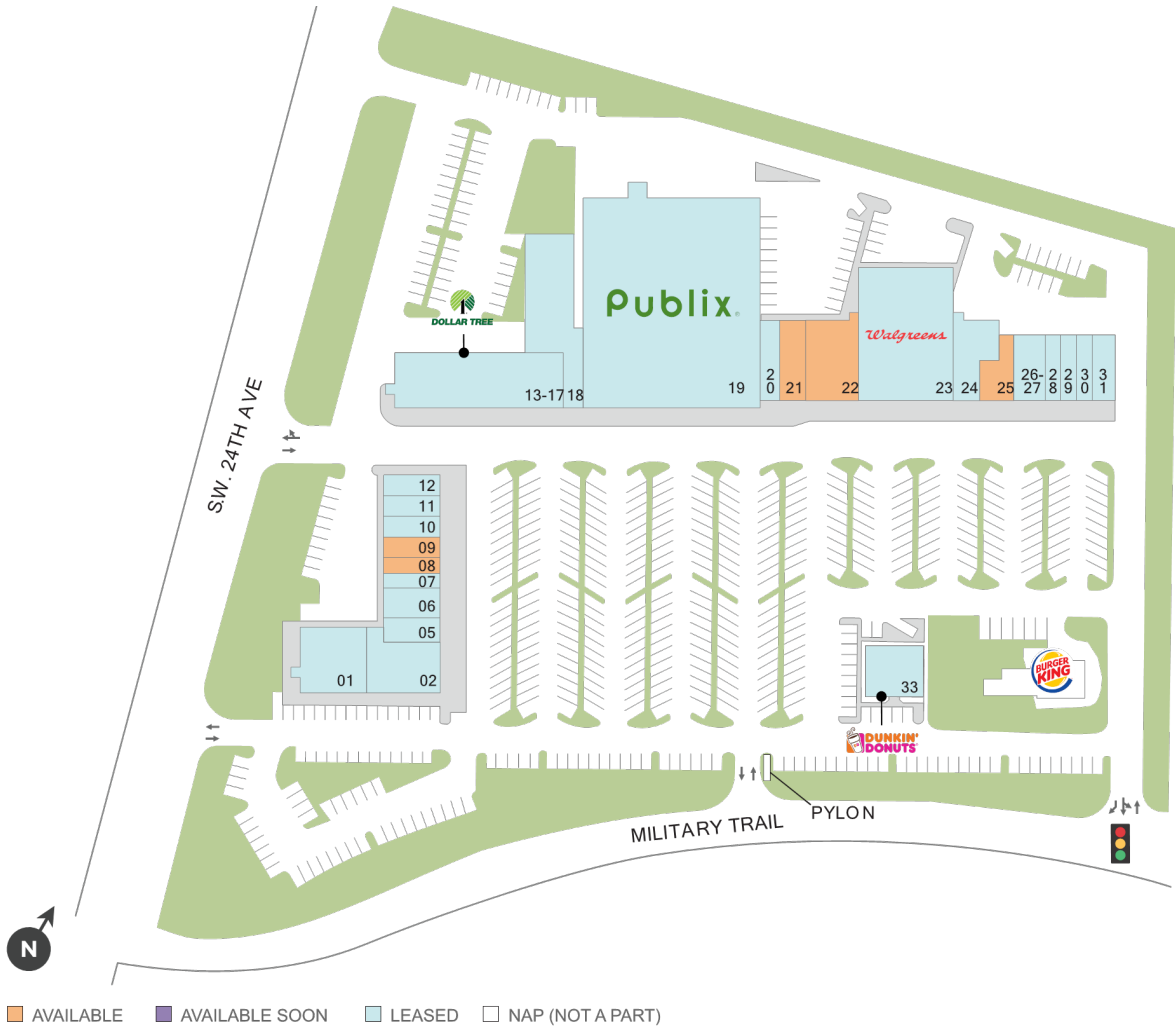 Publix
DOLLAR TREE
Walgreens
13-17
18
19
20
21
22
23
24
25
26-
27
28
29
30
31
S.W. 24TH AVE
12
11
10
09
08
07
06
05
01
02
33
BURGER
KING
DUNKIN'
DONUTS
PYLON
MILITARY TRAIL
N
AVAILABLE
AVAILABLE SOON
LEASED
NAP (NOT A PART)